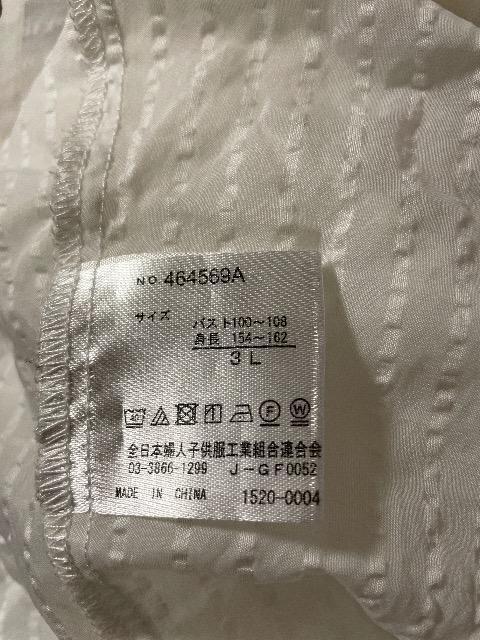 NO 464569A
サイズ
バスト100〜108
身長 154〜162
3L
F W
全日本婦人子供服工業組合連合会
03-3866-1299 J-GF0052
MADE IN CHINA 1520-0004